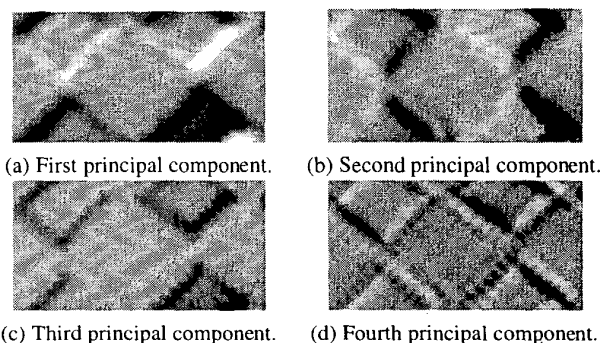 (a) First principal component.
(b) Second principal component.
(c) Third principal component.
(d) Fourth principal component.